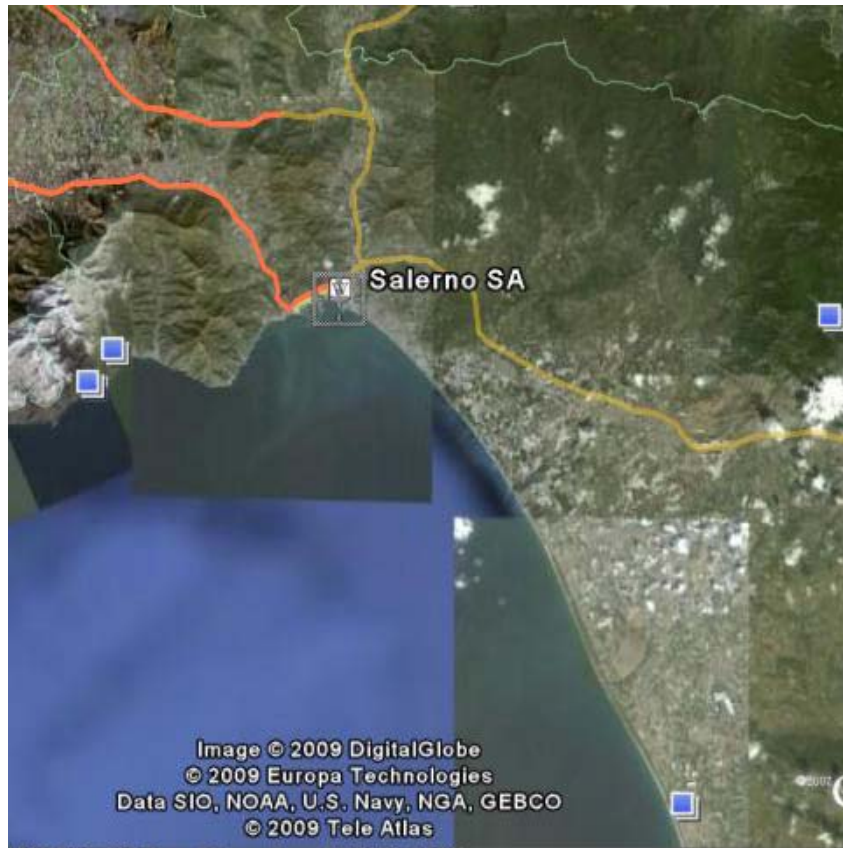 Salerno SA
Image © 2009 DigitalGlobe
© 2009 Europa Technologies
Data SIO, NOAA, U.S. Navy, NGA, GEBCO
© 2009 Tele Atlas